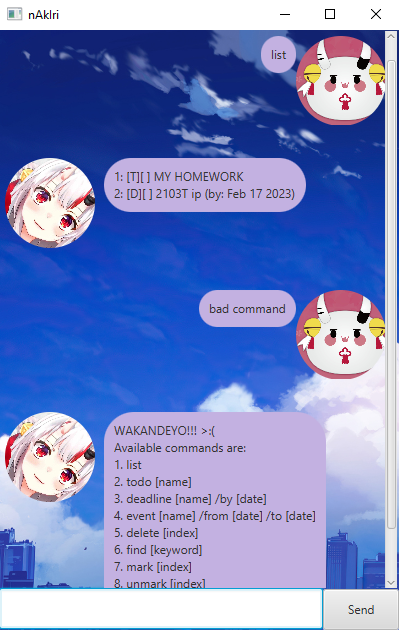 nAkIri
list
1: [T][ ] MY HOMEWORK
2: [D][ ] 2103T ip (by: Feb 17 2023)
bad command
WAKANDEYO!!! >:(
Available commands are:
1. list
2. todo [name]
3. deadline [name] /by [date]
4. event [name] /from [date] /to [date]
5. delete [index]
6. find [keyword]
7. mark [index]
8. unmark [index]
Send